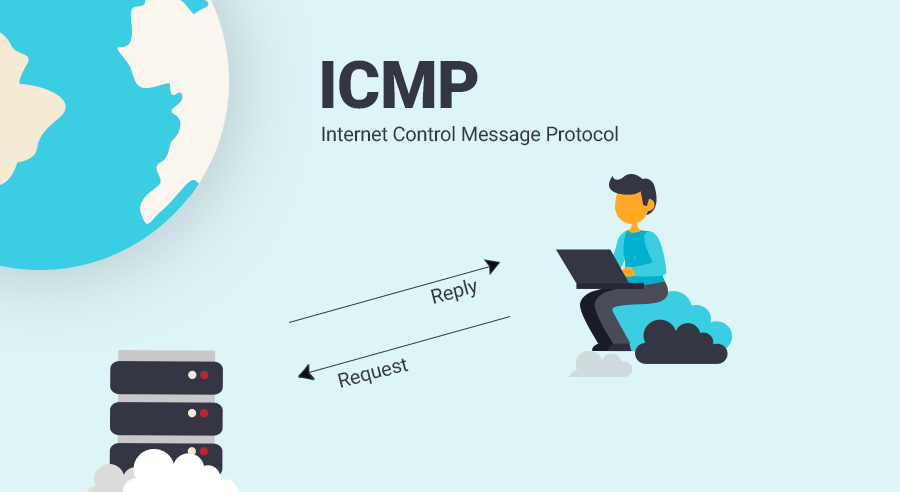 ICMP
Internet Control Message Protocol
Reply
Request